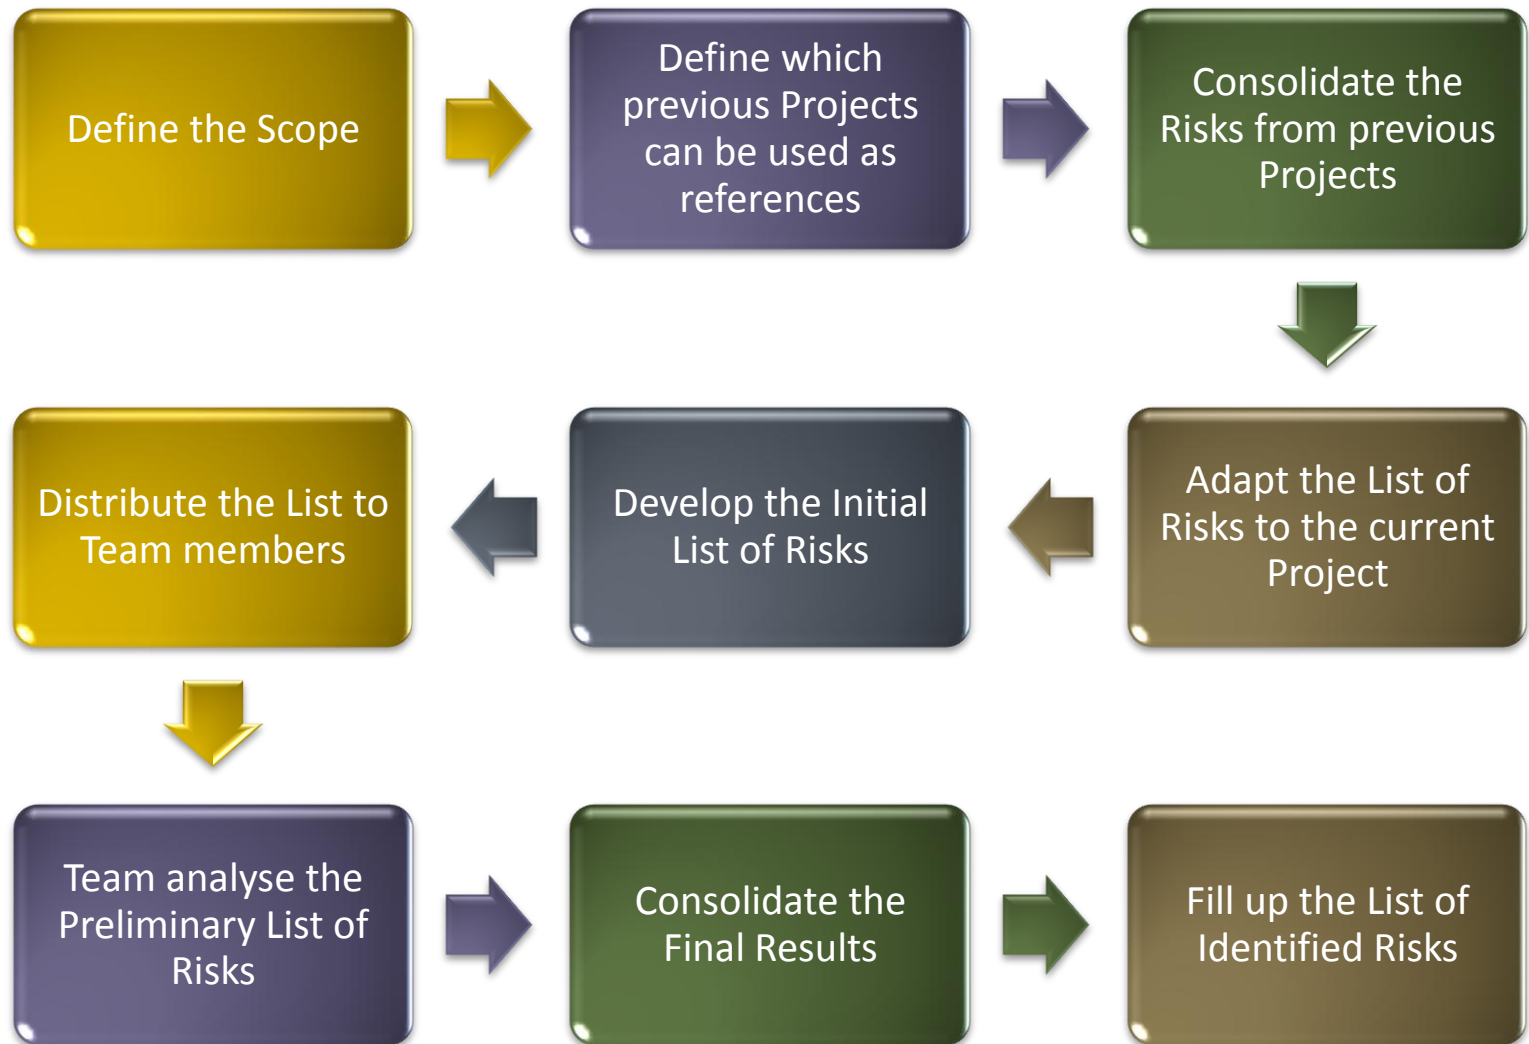 Define the Scope
Define which
previous Projects
can be used as
references
Consolidate the
Risks from previous
Projects
Adapt the List of
Risks to the current
Project
Develop the Initial
List of Risks
Distribute the List to
Team members
Team analyse the
Preliminary List of
Risks
Consolidate the
Final Results
Fill up the List of
Identified Risks